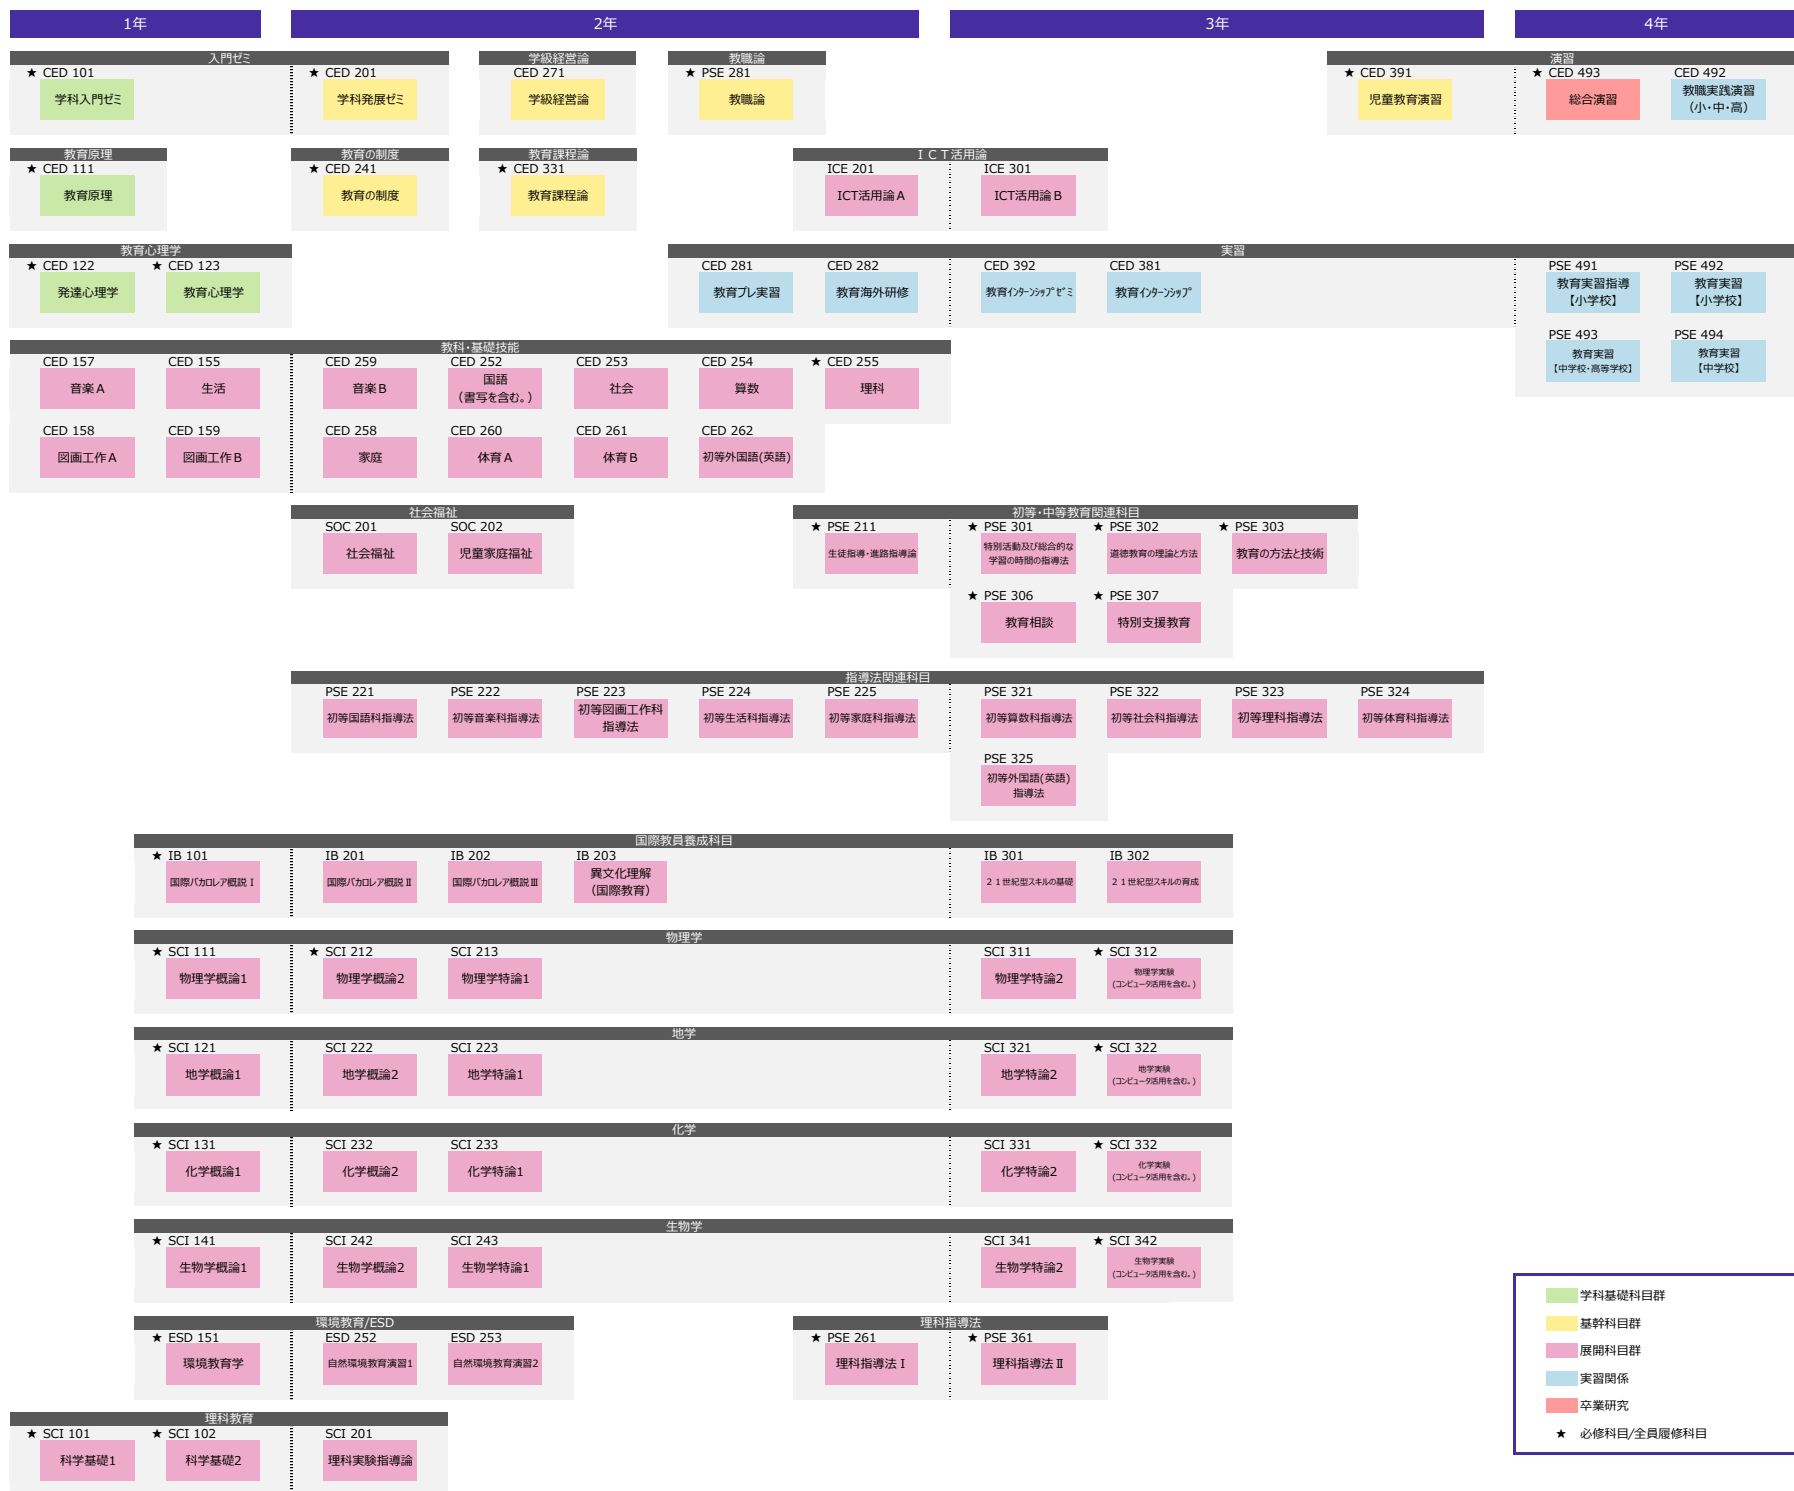 1年
2年
3年
4年
入門ゼミ
学級経営論
教職論
演習
★ CED 101
★ CED 201
CED 271
★ PSE 281
★ CED 391
★ CED 493
CED 492
学科入門ゼミ
学科発展ゼミ
学級経営論
教職論
児童教育演習
総合演習
教職実践演習
（小・中・高）
教育原理
教育の制度
教育課程論
ＩＣＴ活用論
★ CED 111
★ CED 241
★ CED 331
ICE 201
ICE 301
教育原理
教育の制度
教育課程論
ICT活用論Ａ
ICT活用論Ｂ
教育心理学
実習
★ CED 122
★ CED 123
CED 281
CED 282
CED 392
CED 381
PSE 491
PSE 492
発達心理学
教育心理学
教育プレ実習
教育海外研修
教育ｲﾝﾀｰﾝｼｯﾌﾟｾﾞﾐ
教育ｲﾝﾀｰﾝｼｯﾌﾟ
教育実習指導
【小学校】
教育実習
【小学校】
PSE 493
PSE 494
教育実習
【中学校・高等学校】
教育実習
【中学校】
教科・基礎技能
CED 157
CED 155
CED 259
CED 252
CED 253
CED 254
★ CED 255
音楽Ａ
生活
音楽Ｂ
国語
（書写を含む。）
社会
算数
理科
CED 158
CED 159
CED 258
CED 260
CED 261
CED 262
図画工作Ａ
図画工作Ｂ
家庭
体育Ａ
体育Ｂ
初等外国語(英語)
社会福祉
初等・中等教育関連科目
SOC 201
SOC 202
★ PSE 211
★ PSE 301
★ PSE 302
★ PSE 303
社会福祉
児童家庭福祉
生徒指導・進路指導論
特別活動及び総合的な
学習の時間の指導法
道徳教育の理論と方法
教育の方法と技術
★ PSE 306
★ PSE 307
教育相談
特別支援教育
指導法関連科目
PSE 221
PSE 222
PSE 223
PSE 224
PSE 225
PSE 321
PSE 322
PSE 323
PSE 324
初等国語科指導法
初等音楽科指導法
初等図画工作科
指導法
初等生活科指導法
初等家庭科指導法
初等算数科指導法
初等社会科指導法
初等理科指導法
初等体育科指導法
PSE 325
初等外国語(英語)
指導法
国際教員養成科目
★ IB 101
IB 201
IB 202
IB 203
IB 301
IB 302
国際バカロレア概説Ⅰ
国際バカロレア概説Ⅱ
国際バカロレア概説Ⅲ
異文化理解
（国際教育）
２１世紀型スキルの基礎
２１世紀型スキルの育成
物理学
★ SCI 111
★ SCI 212
SCI 213
SCI 311
★ SCI 312
物理学概論1
物理学概論2
物理学特論1
物理学特論2
物理学実験
(コンピュータ活用を含む。)
地学
★ SCI 121
SCI 222
SCI 223
SCI 321
★ SCI 322
地学概論1
地学概論2
地学特論1
地学特論2
地学実験
(コンピュータ活用を含む。)
化学
★ SCI 131
SCI 232
SCI 233
SCI 331
★ SCI 332
化学概論1
化学概論2
化学特論1
化学特論2
化学実験
(コンピュータ活用を含む。)
生物学
★ SCI 141
SCI 242
SCI 243
SCI 341
★ SCI 342
生物学概論1
生物学概論2
生物学特論1
生物学特論2
生物学実験
(コンピュータ活用を含む。)
環境教育/ESD
理科指導法
★ ESD 151
ESD 252
ESD 253
★ PSE 261
★ PSE 361
環境教育学
自然環境教育演習1
自然環境教育演習2
理科指導法Ⅰ
理科指導法Ⅱ
理科教育
★ SCI 101
★ SCI 102
SCI 201
科学基礎1
科学基礎2
理科実験指導論
学科基礎科目群
基幹科目群
展開科目群
実習関係
卒業研究
★ 必修科目/全員履修科目